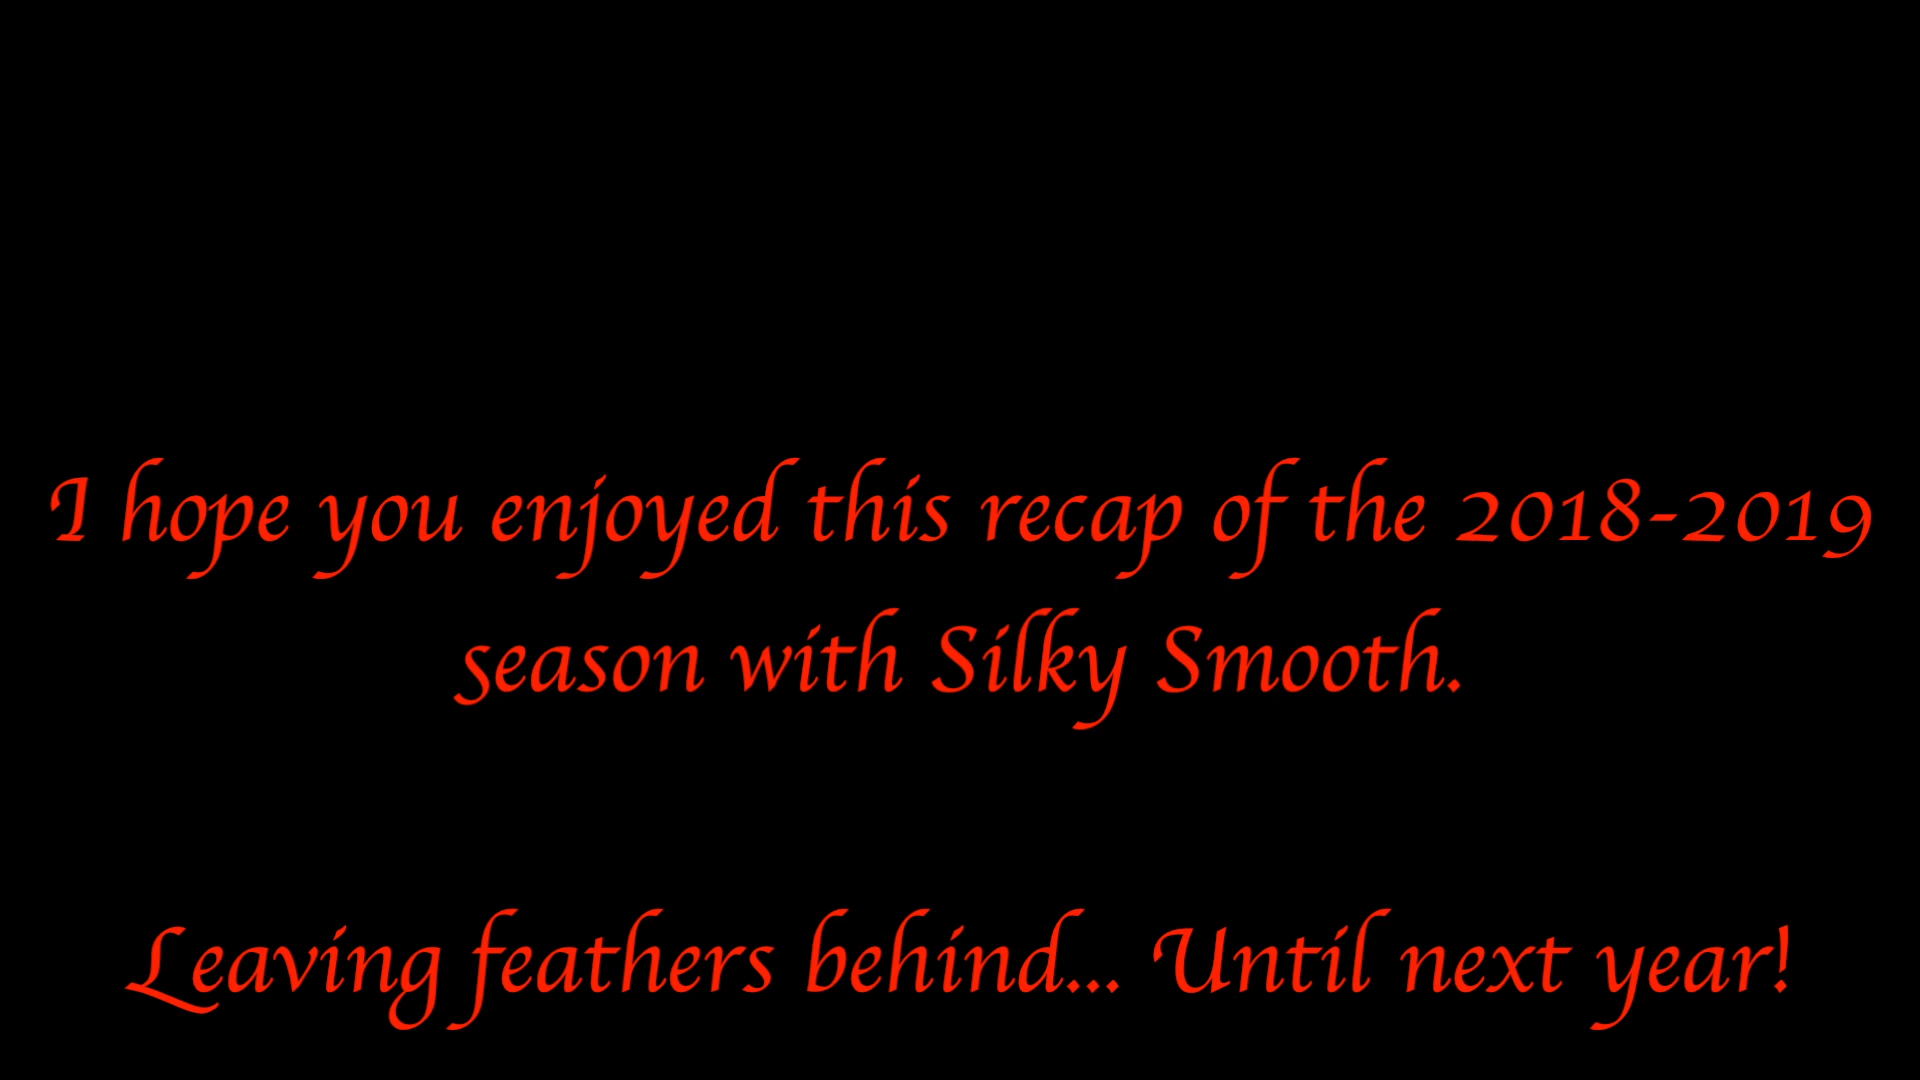 I hope you enjoyed this recap of the 2018-2019
season with Silky Smooth.
Leaving feathers behind... Until next year!